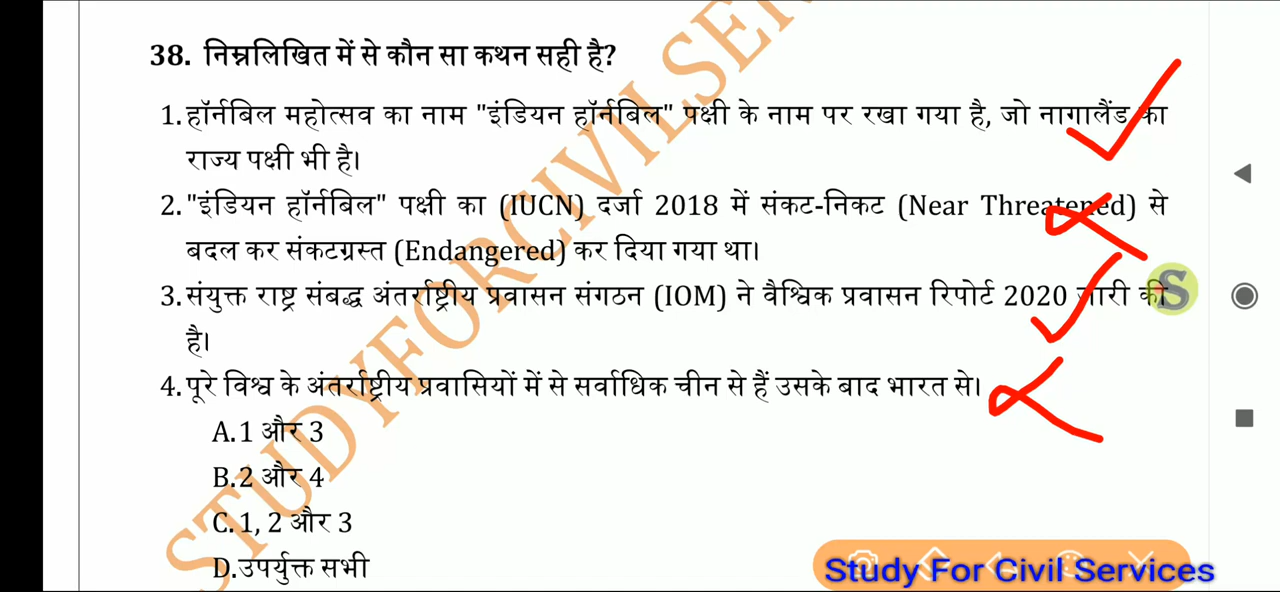 38. निम्नलिखित में से कौन सा कथन सही है?
1. हॉर्नबिल महोत्सव का नाम "इंडियन हॉर्नबिल" पक्षी के नाम पर रखा गया है, जो नागालैंड का
राज्य पक्षी भी है।
2. "इंडियन हॉर्नबिल" पक्षी का (IUCN) दर्जा 2018 में संकट-निकट (Near Threatened) से
बदल कर संकटग्रस्त (Endangered) कर दिया गया था।
3. संयुक्त राष्ट्र संबद्ध अंतर्राष्ट्रीय प्रवासन संगठन (IOM) ने वैश्विक प्रवासन रिपोर्ट 2020 जारी की
है।
4. पूरे विश्व के अंतर्राष्ट्रीय प्रवासियों में से सर्वाधिक चीन से हैं उसके बाद भारत से।
A. 1 और 3
B. 2 और 4
C. 1, 2 और 3
D. उपर्युक्त सभी
STUDYFORCIVILSER
S
Study For Civil Services